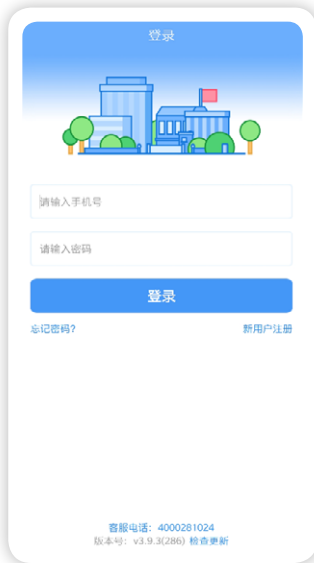 登录
请输入手机号
请输入密码
登录
忘记密码? 新用户注册
客服电话：4000281024
版本号：v3.9.3(286) 检查更新